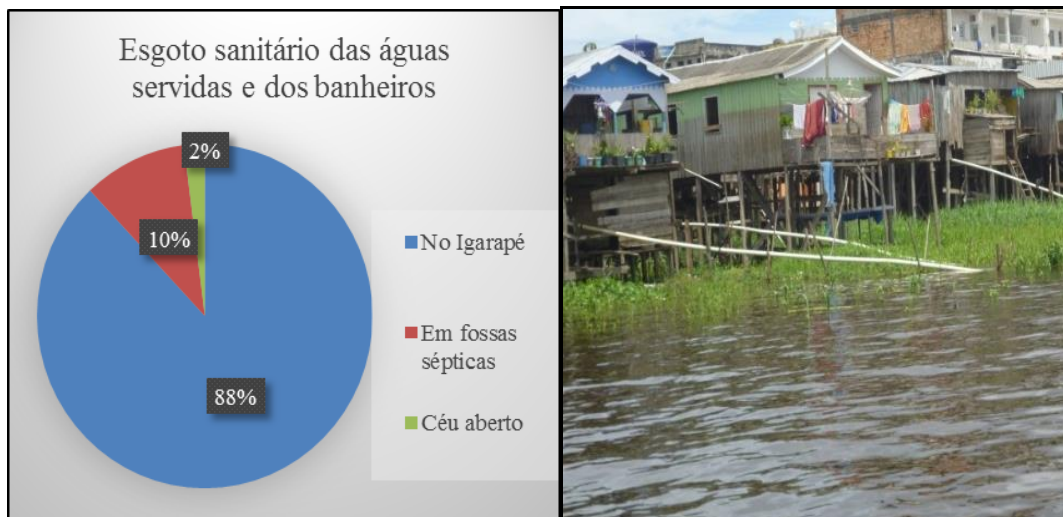 Esgoto sanitário das águas
servidas e dos banheiros
2%
10%
88%
No Igarapé
Em fossas
sépticas
Céu aberto